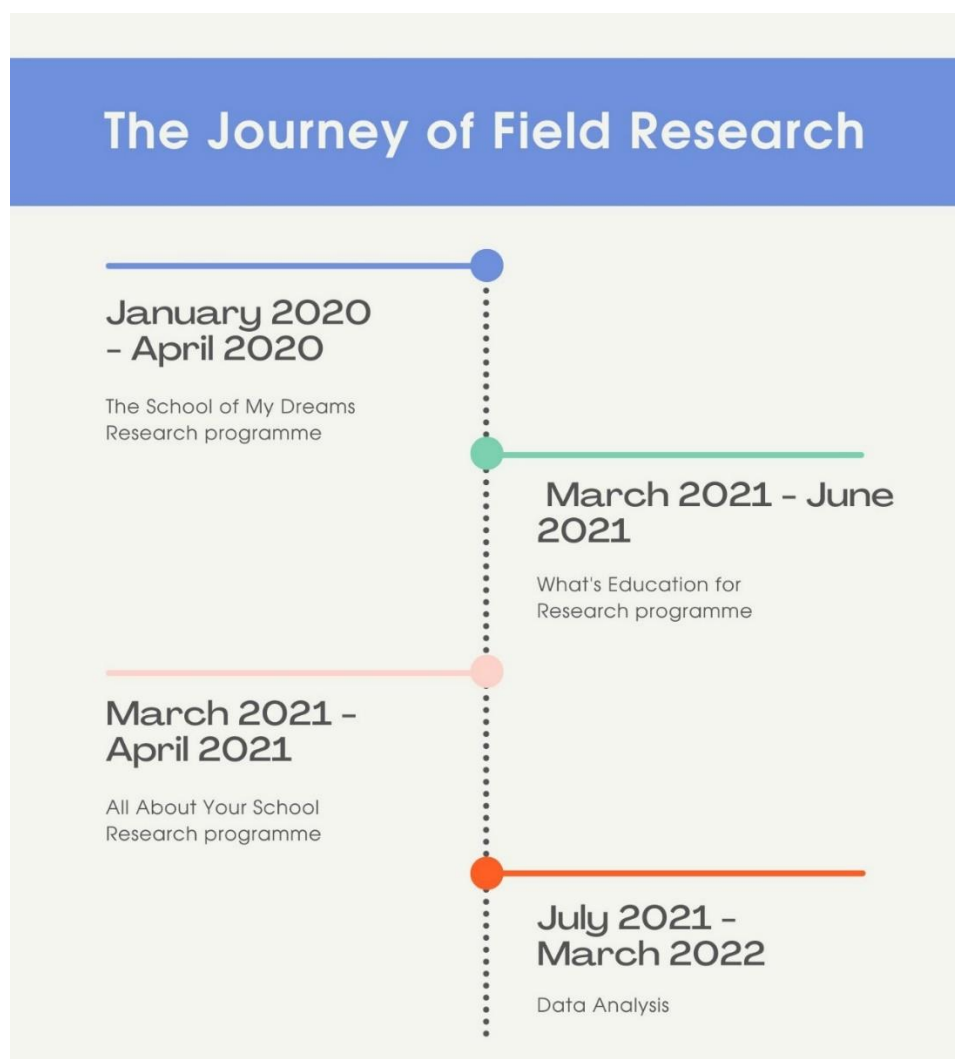 The Journey of Field Research
January 2020
- April 2020
The School of My Dreams
Research programme
March 2021 - June
2021
What's Education for
Research programme
March 2021 -
April 2021
All About Your School
Research programme
July 2021 -
March 2022
Data Analysis